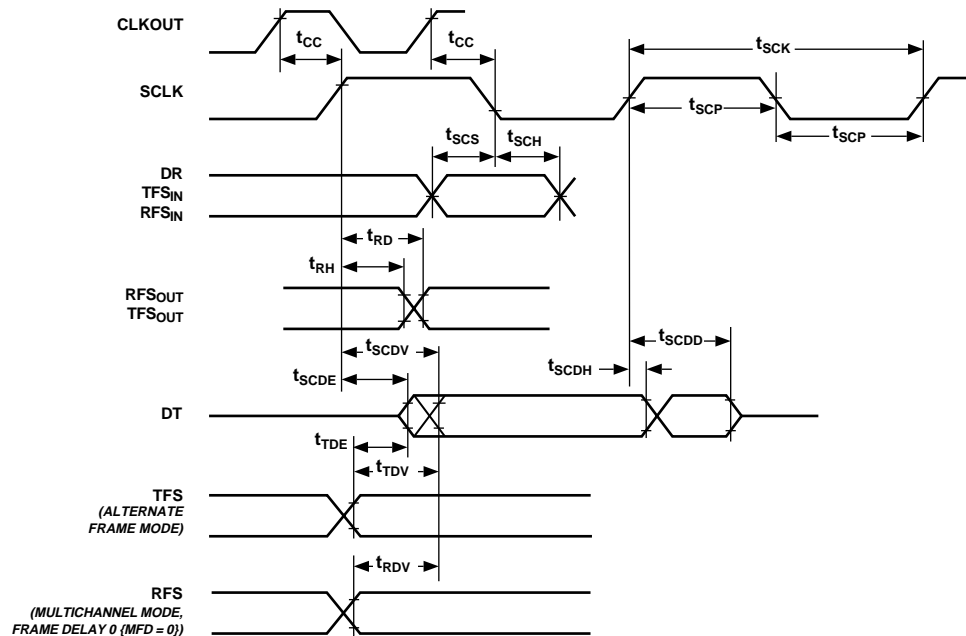 CLKOUT
tCC
tCC
tSCK
SCLK
tSCP
tSCP
tSCS
tSCH
DR
TFSIN
RFSIN
tRD
tRH
RFSOUT
TFSOUT
tSCDV
tSCDD
tSCDH
tSCDE
DT
tTDE
tTDV
TFS
(ALTERNATE
FRAME MODE)
tRDV
RFS
(MULTICHANNEL MODE,
FRAME DELAY 0 {MFD = 0})